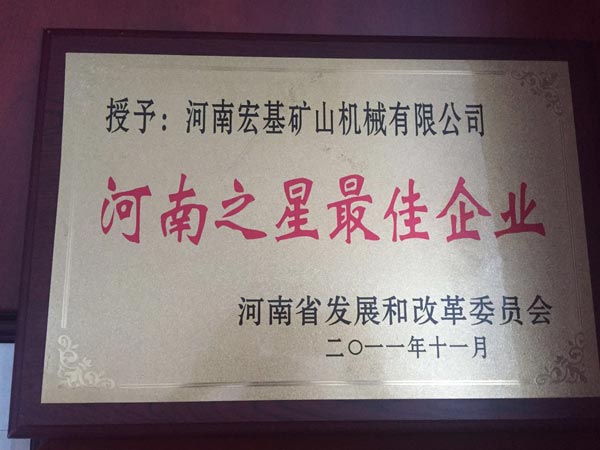 授予：河南宏基矿山机械有限公司
河南之星最佳企业
河南省发展和改革委员会
二〇一一年十一月